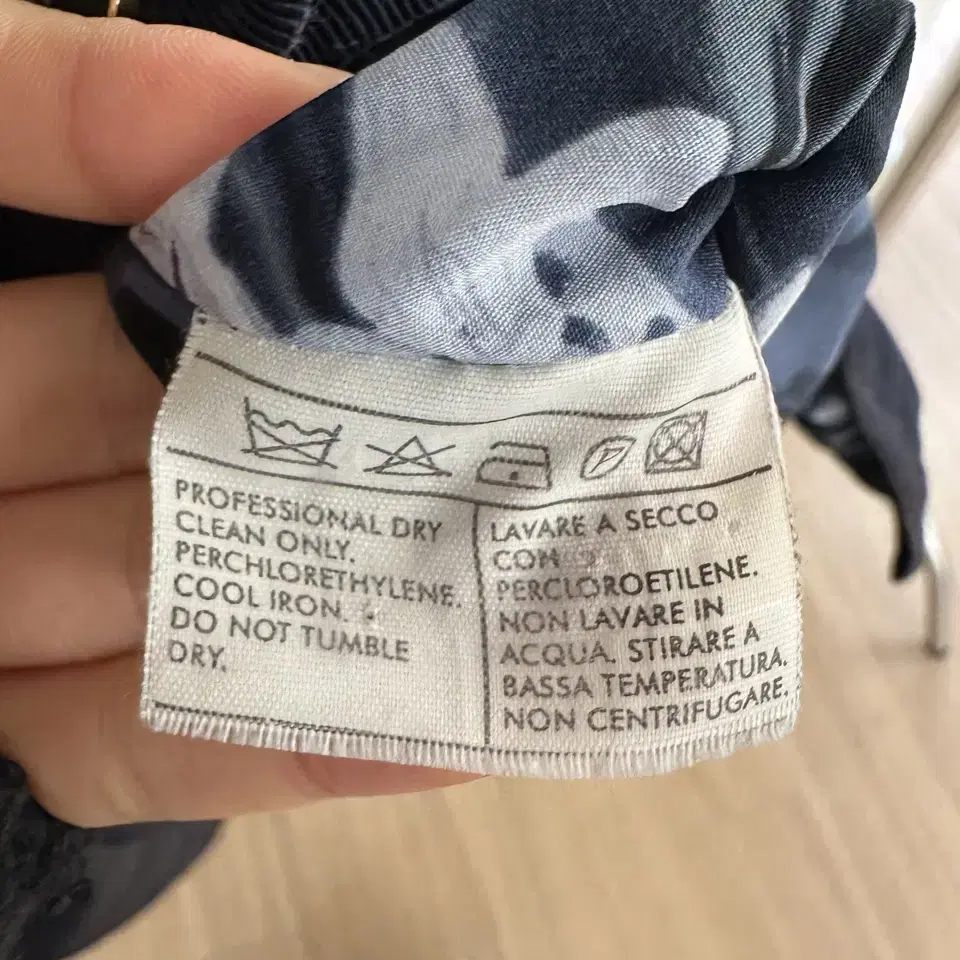 P
PROFESSIONAL DRY
CLEAN ONLY.
PERCHLORETHYLENE.
COOL IRON.
DO NOT TUMBLE
DRY.
LAVARE A SECCO
CON
PERCLOROETILENE.
NON LAVARE IN
ACQUA. STIRARE A
BASSA TEMPERATURA.
NON CENTRIFUGARE.